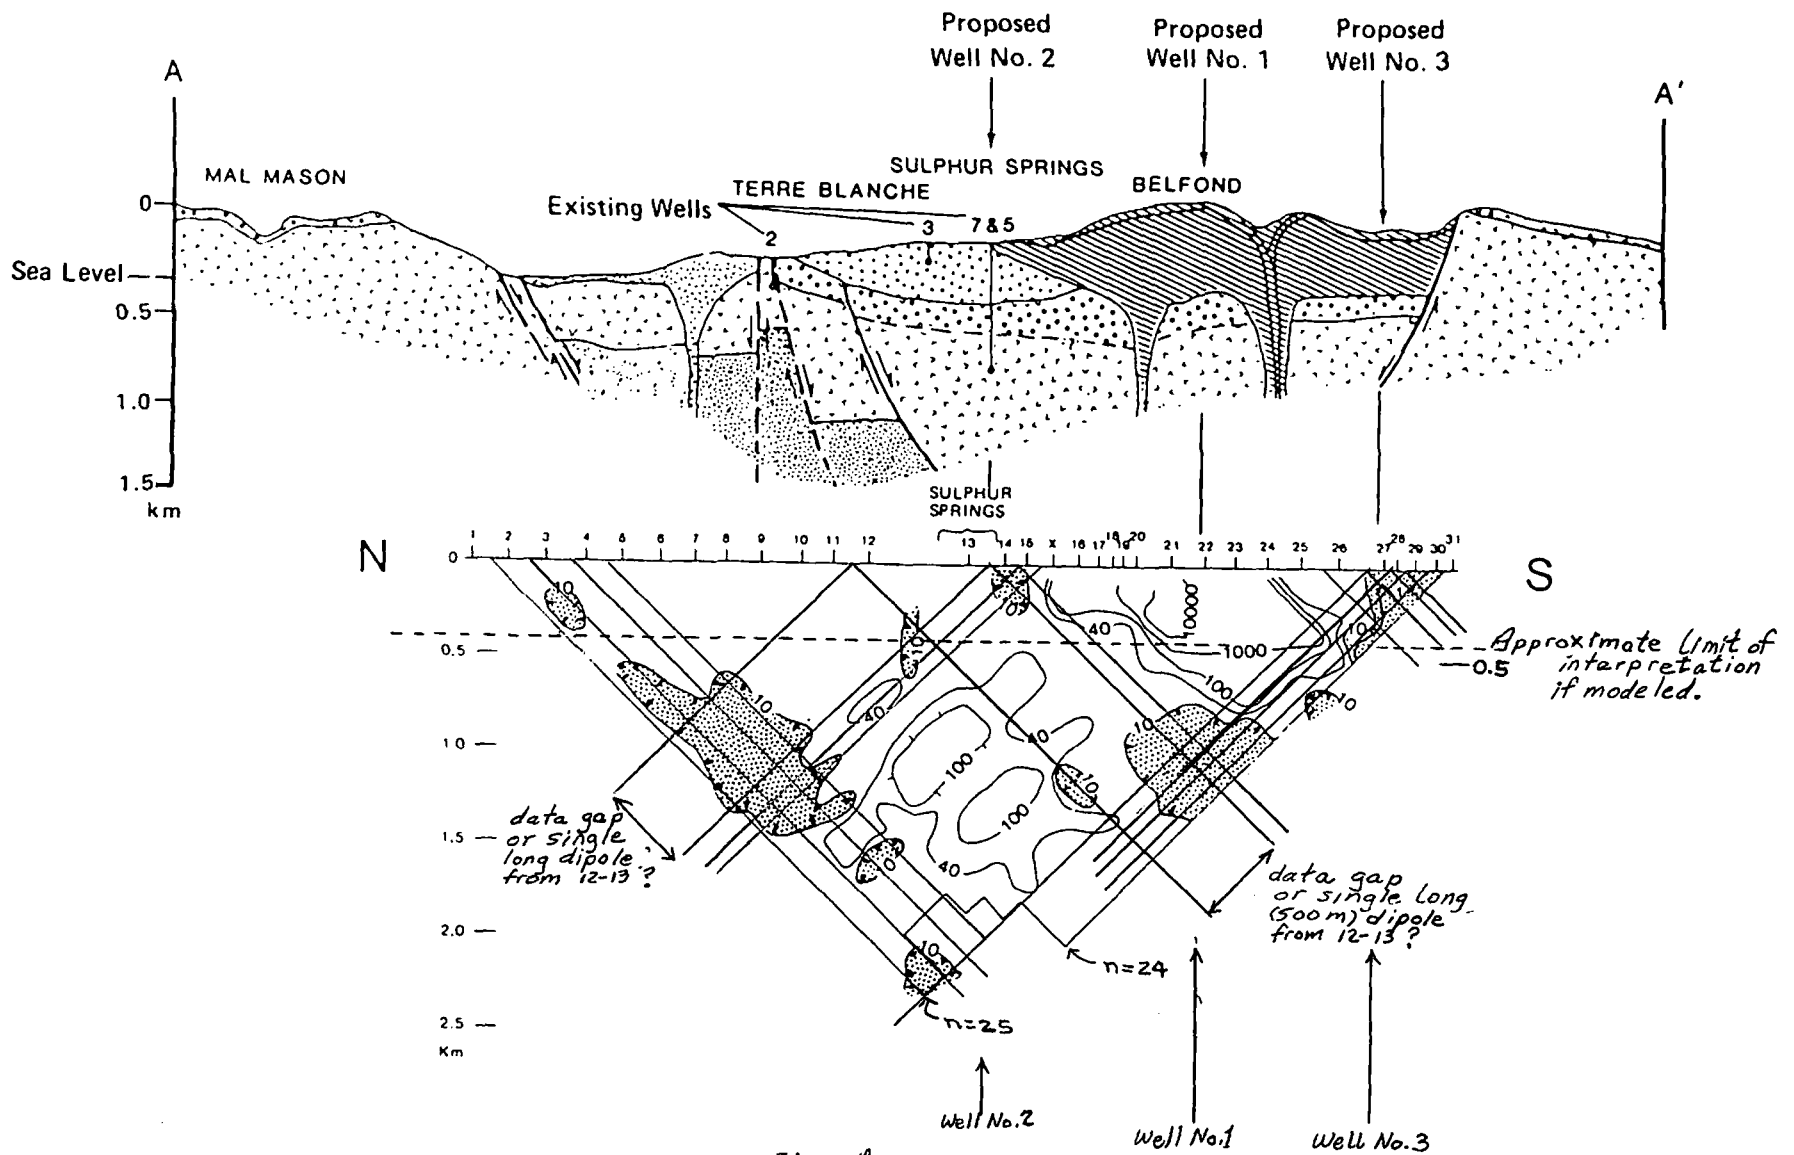 Proposed
Well No. 2
Proposed
Well No. 1
Proposed
Well No. 3
A
A'
MAL MASON
SULPHUR SPRINGS
TERRE BLANCHE
BELFOND
Existing Wells
2
3
7 & 5
0
Sea Level
0.5
1.0
1.5
km
SULPHUR
SPRINGS
N
S
0
1 2 3 4 5 6 7 8 9 10 11 12 13 14 15 X 16 17 18 19 20 21 22 23 24 25 26 27 28 29 30 31
10
10
10
40
10000
1000
100
10
10
0.5
0.5
Approximate Limit of
interpretation
if modeled.
10
10
10
40
40
100
100
40
10
1 0
1.5
2.0
2.5
Km
data gap
or single
long dipole
from 12-13 ?
data gap
or single long
(500m) dipole
from 12-13 ?
0
10
n=24
n=25
Well No.2
Well No.1
Well No.3